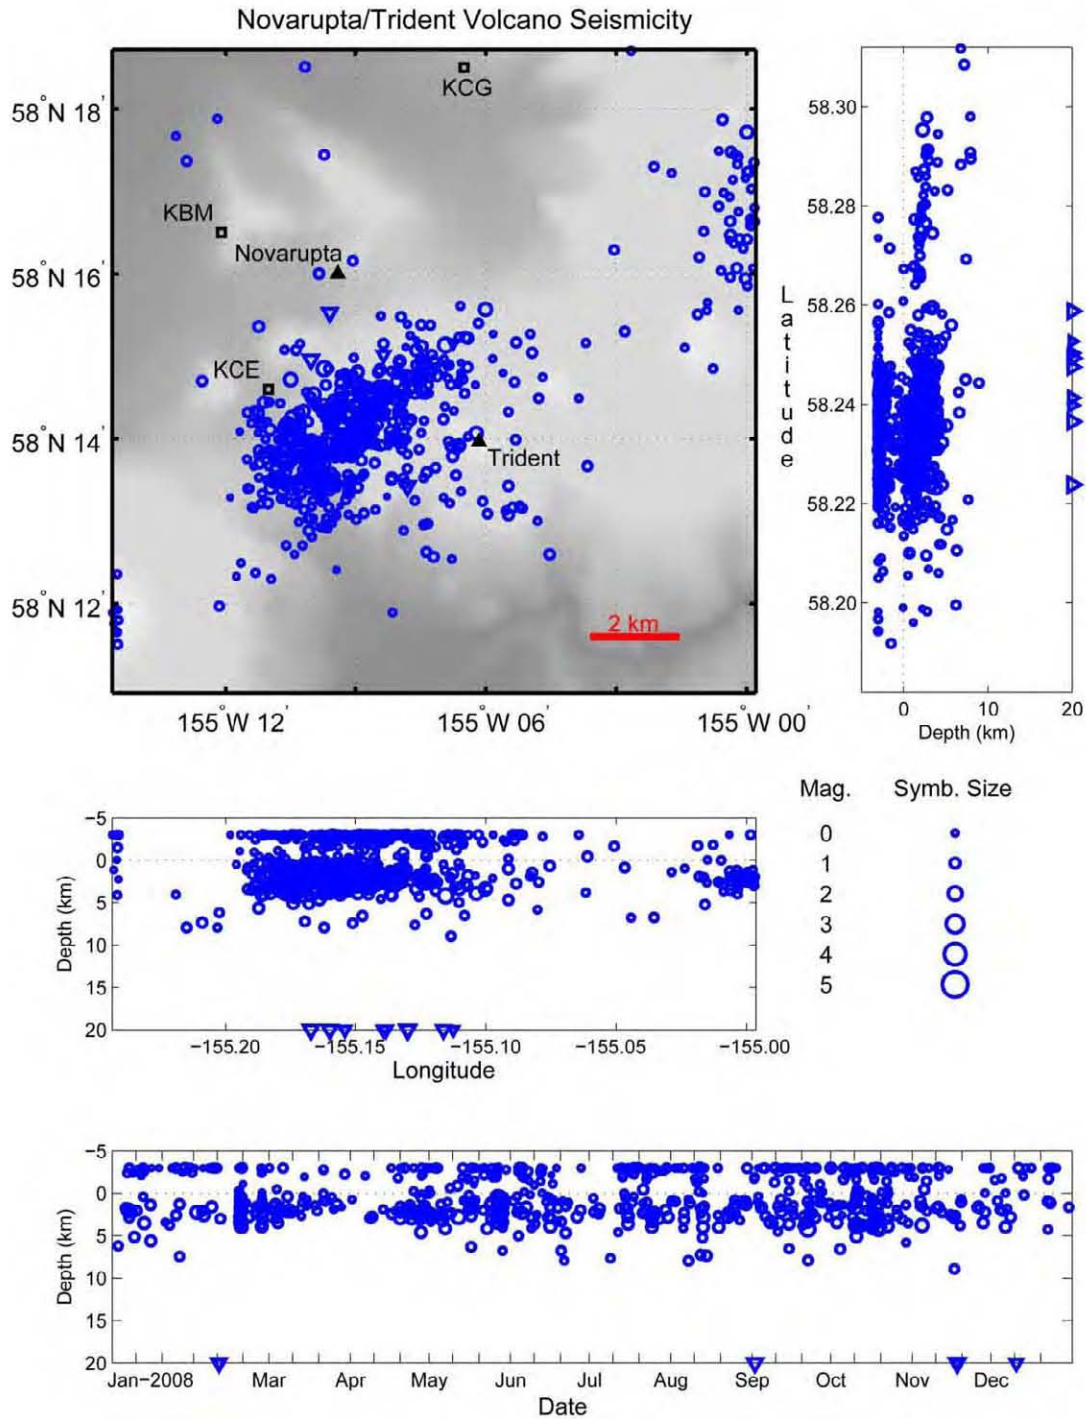 Novarupta/Trident Volcano Seismicity
58°N 18'
58°N 16'
58°N 14'
58°N 12'
KCG
KBM
Novarupta
KCE
Trident
2 km
155°W 12'
155°W 06'
155°W 00'
58.30
58.28
58.26
58.24
58.22
58.20
Latitude
0 10 20
Depth (km)
Mag. Symb. Size
0
1
2
3
4
5
−5
0
5
10
15
20
Depth (km)
−155.20 −155.15 −155.10 −155.05 −155.00
Longitude
−5
0
5
10
15
20
Depth (km)
Jan−2008 Mar Apr May Jun Jul Aug Sep Oct Nov Dec
Date